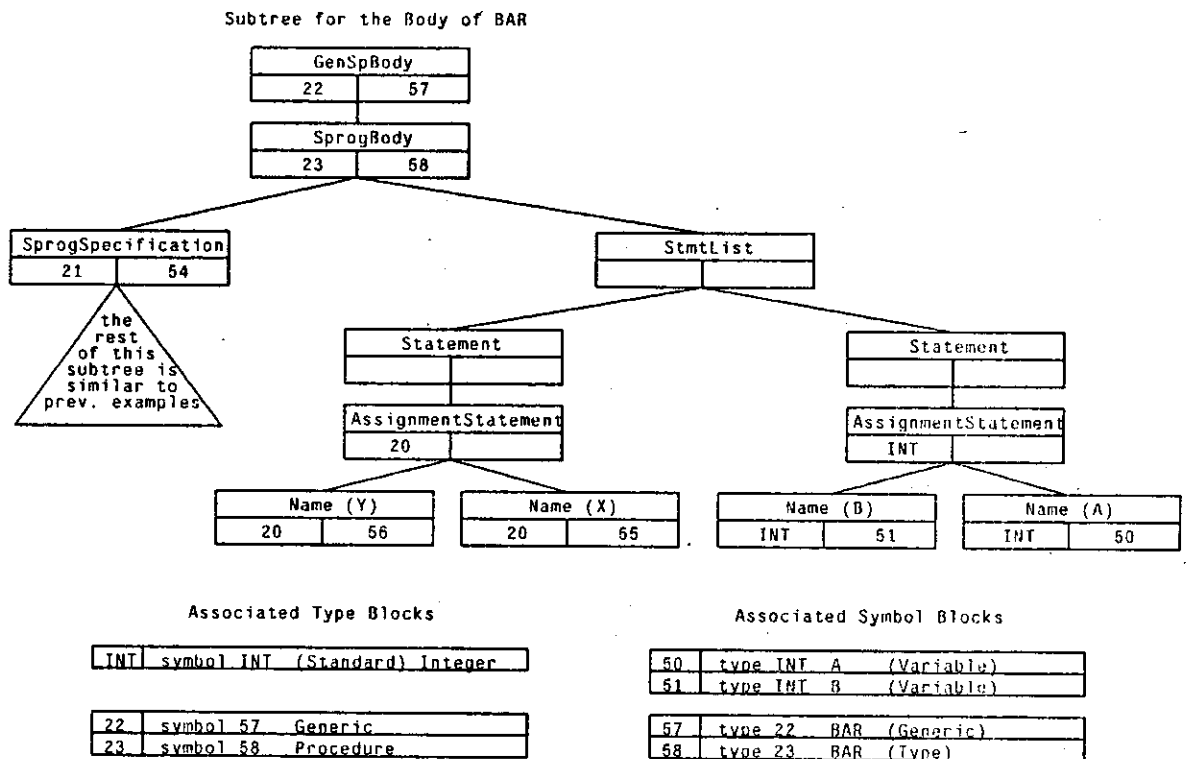 Subtree for the Body of BAR
GenSpBody
22 57
SprogBody
23 58
SprogSpecification
21 54
StmtList
the
rest
of this
subtree is
similar to
prev. examples
Statement
Statement
AssignmentStatement
20
AssignmentStatement
INT
Name (Y)
20 56
Name (X)
20 55
Name (B)
INT 51
Name (A)
INT 50
Associated Type Blocks
INT symbol INT (Standard) Integer
22 symbol 57 Generic
23 symbol 58 Procedure
Associated Symbol Blocks
50 type INT A (Variable)
51 type INT B (Variable)
57 type 22 BAR (Generic)
58 type 23 BAR (Type)